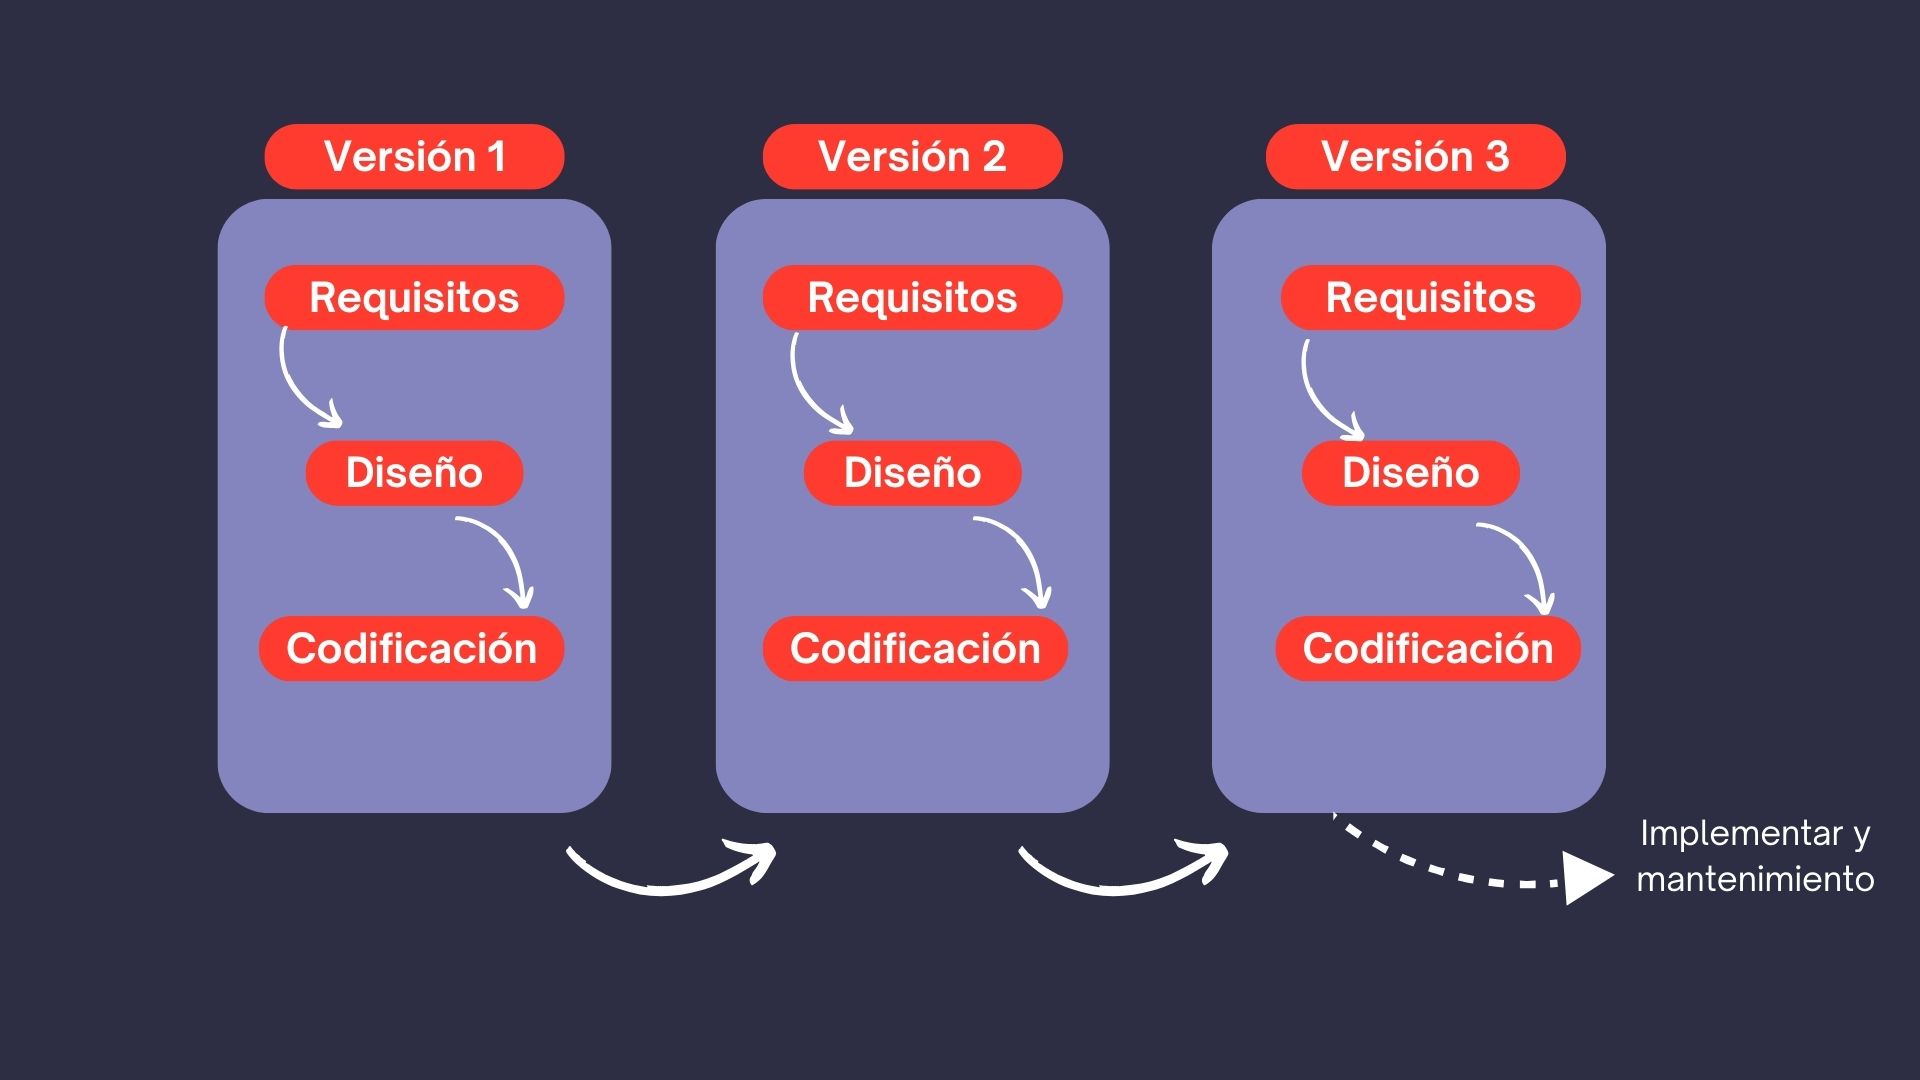 Versión 1
Requisitos
Diseño
Codificación
Versión 2
Requisitos
Diseño
Codificación
Versión 3
Requisitos
Diseño
Codificación
Implementar y
mantenimiento